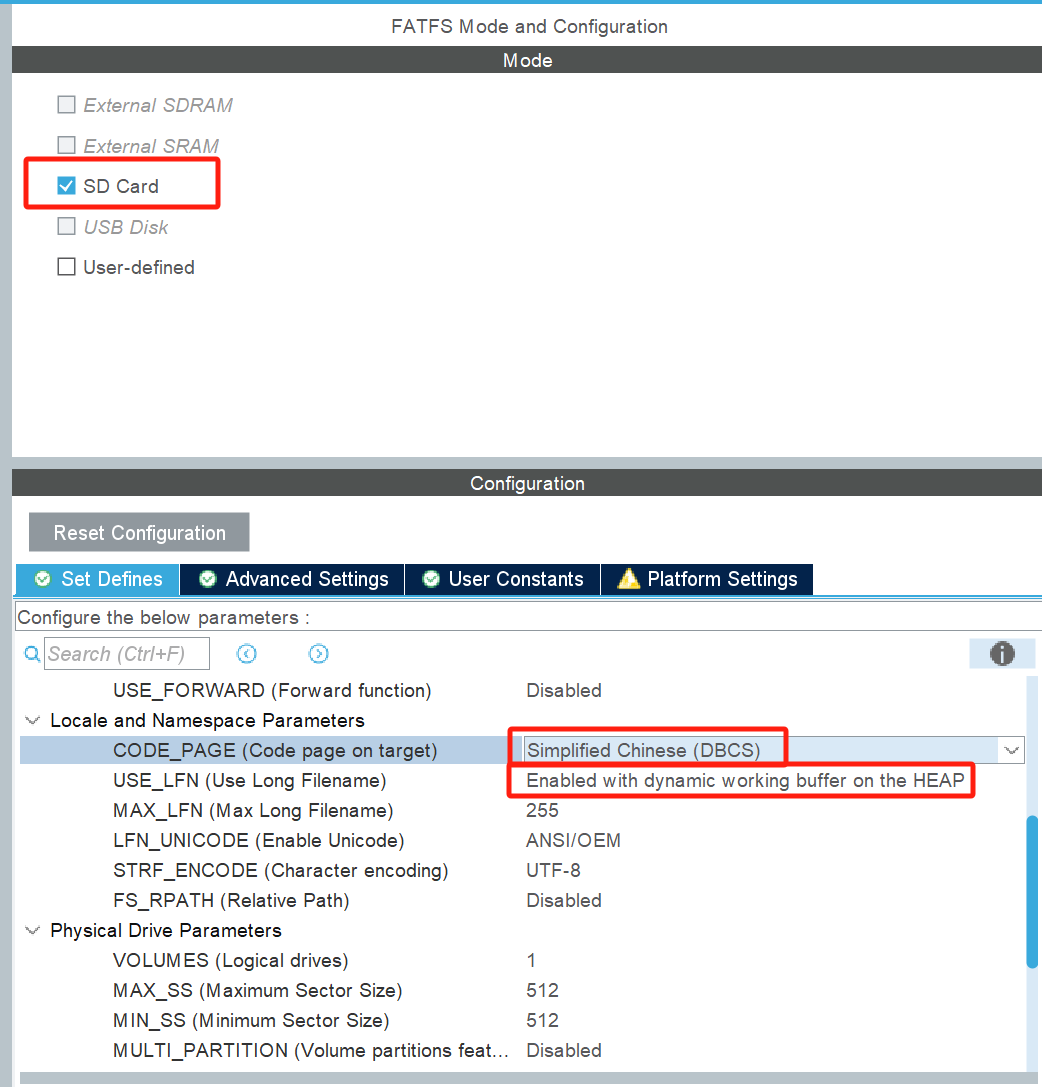 FATFS Mode and Configuration
Mode
External SDRAM
External SRAM
SD Card
USB Disk
User-defined
Configuration
Reset Configuration
Set Defines Advanced Settings User Constants Platform Settings
Configure the below parameters :
Search (Ctrl+F)
USE_FORWARD (Forward function) Disabled
Locale and Namespace Parameters
CODE_PAGE (Code page on target) Simplified Chinese (DBCS)
USE_LFN (Use Long Filename) Enabled with dynamic working buffer on the HEAP
MAX_LFN (Max Long Filename) 255
LFN_UNICODE (Enable Unicode) ANSI/OEM
STRF_ENCODE (Character encoding) UTF-8
FS_RPATH (Relative Path) Disabled
Physical Drive Parameters
VOLUMES (Logical drives) 1
MAX_SS (Maximum Sector Size) 512
MIN_SS (Minimum Sector Size) 512
MULTI_PARTITION (Volume partitions feat... Disabled